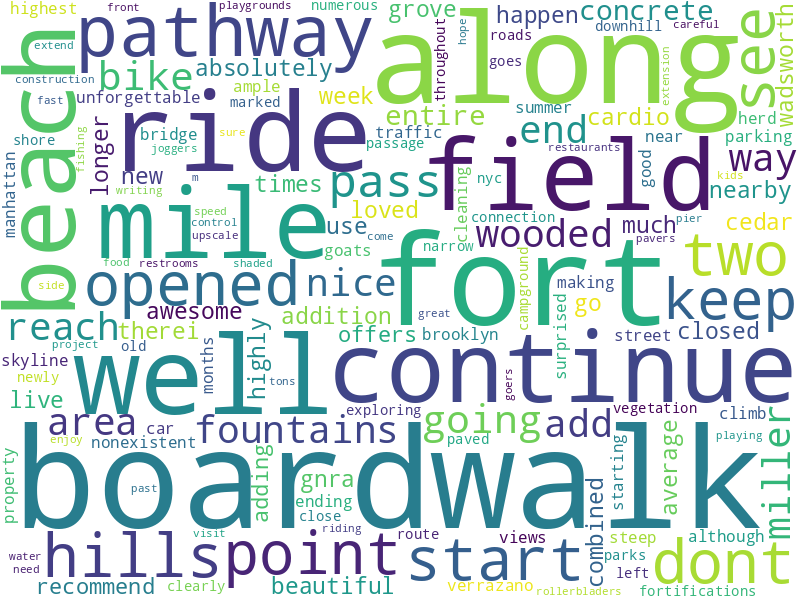 highest
front
playgrounds
numerous
grove
happen
concrete
extend
pathway
along
see
wadsworth
roads
downhill
hope
careful
construction
bike
absolutely
throughout
goes
extension
fast
unforgettable
ample
marked
week
entire
cardio
summer
herd
beach
shore
longer
ride
bridge
joggers
traffic
passage
end
near
parking
restaurants
fishing
sure
manhattan
new
writing
m
times
pass
field
good
way
nyc
kids
nearby
mile
speed
control
upscale
come
loved
use
cleaning
connection
pier
wooded
much
cedar
pavers
food
restrooms
shaded
goats
narrow
fort
campground
making
two
side
opened
nice
go
keep
reach
therei
awesome
addition
offers
brooklyn
surprised
street
closed
project
old
skyline
newly
months
highly
tons
well
great
continue
goers
live
area
car
exploring
vegetation
climb
playing
enjoy
nonexistent
fountains
going
add
paved
miller
property
past
boardwalk
adding
gnra
ending
close
riding
starting
average
combined
although
visit
route
views
steep
parks
water
need
hills
point
start
left
dont
recommend
clearly
beautiful
verrazano
rollerbladers
fortifications